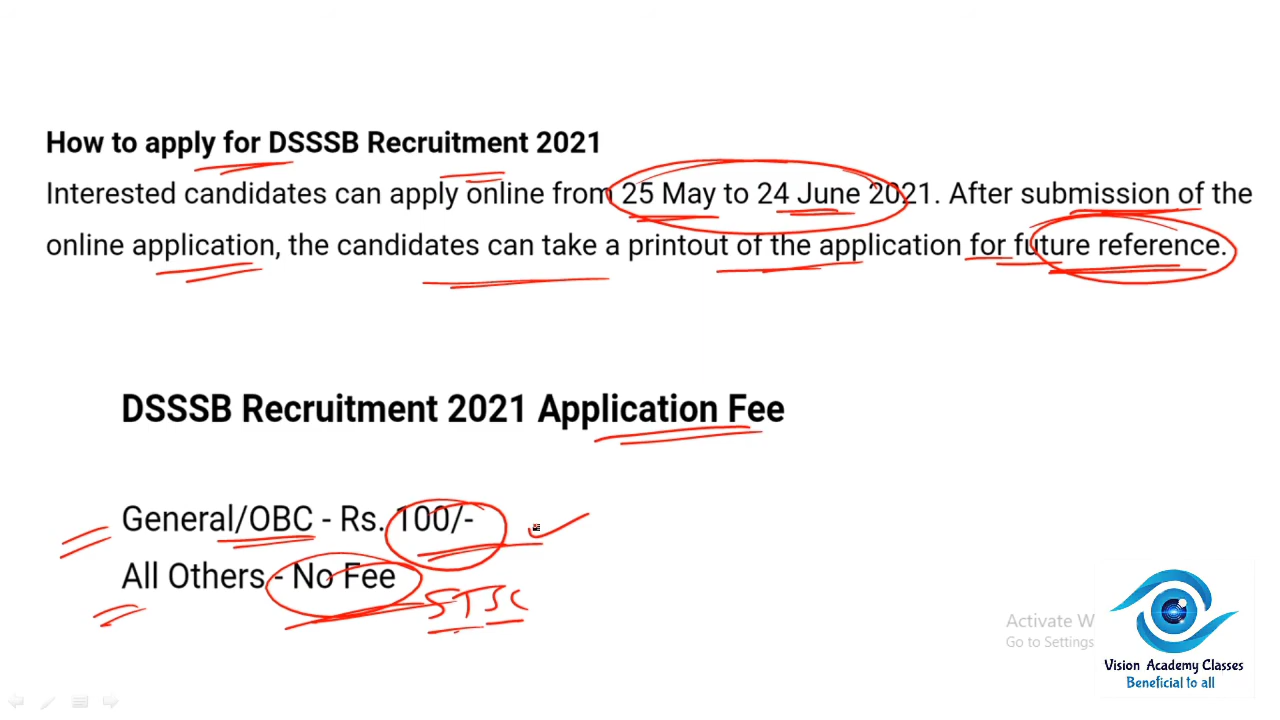 How to apply for DSSSB Recruitment 2021
Interested candidates can apply online from 25 May to 24 June 2021. After submission of the
online application, the candidates can take a printout of the application for future reference.
DSSSB Recruitment 2021 Application Fee
General/OBC - Rs. 100/-
All Others - No Fee
ST SC
Activate W
Go to Settings
Vision Academy Classes
Beneficial to all